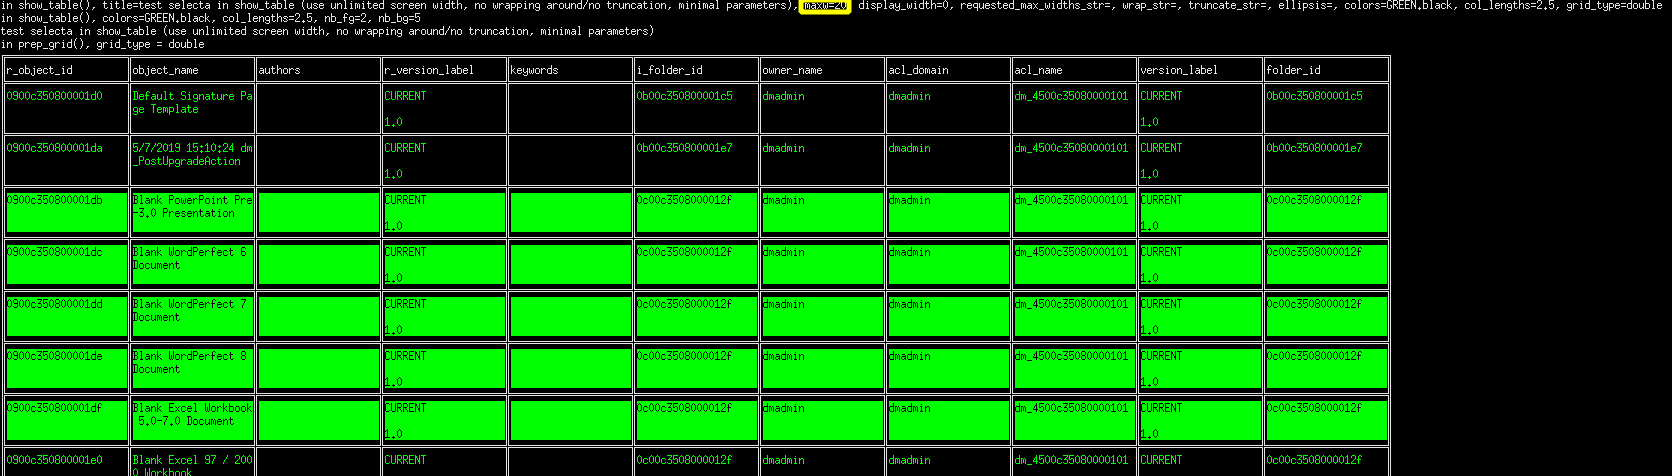 in show_table(), title=test selecta in show_table (use unlimited screen width, no wrapping around/no truncation, minimal parameters), maxw=20, display_width=0, requested_max_widths_str=, wrap_str=, truncate_str=, ellipsis=, colors=GREEN.black, col_lengths=2.5, grid_type=double
in show_table(), colors=GREEN.black, col_lengths=2.5, nb_fg=2, nb_bg=5
test selecta in show_table (use unlimited screen width, no wrapping around/no truncation, minimal parameters)
in prep_grid(), grid_type = double
r_object_id object_name authors r_version_label keywords i_folder_id owner_name acl_domain acl_name version_label folder_id
0900c350800001d0 Default Signature Pa CURRENT 0b00c350800001c5 dmadmin dmadmin dm_4500c35080000101 CURRENT 0b00c350800001c5
ge Template
1.0 1.0
0900c350800001da 5/7/2019 15:10:24 dm CURRENT 0b00c350800001e7 dmadmin dmadmin dm_4500c35080000101 CURRENT 0b00c350800001e7
_PostUpgradeAction
1.0 1.0
0900c350800001db Blank PowerPoint Pre CURRENT 0c00c3508000012f dmadmin dmadmin dm_4500c35080000101 CURRENT 0c00c3508000012f
-3.0 Presentation
1.0 1.0
0900c350800001dc Blank WordPerfect 6 CURRENT 0c00c3508000012f dmadmin dmadmin dm_4500c35080000101 CURRENT 0c00c3508000012f
Document
1.0 1.0
0900c350800001dd Blank WordPerfect 7 CURRENT 0c00c3508000012f dmadmin dmadmin dm_4500c35080000101 CURRENT 0c00c3508000012f
Document
1.0 1.0
0900c350800001de Blank WordPerfect 8 CURRENT 0c00c3508000012f dmadmin dmadmin dm_4500c35080000101 CURRENT 0c00c3508000012f
Document
1.0 1.0
0900c350800001df Blank Excel Workbook CURRENT 0c00c3508000012f dmadmin dmadmin dm_4500c35080000101 CURRENT 0c00c3508000012f
5.0-7.0 Document
1.0 1.0
0900c350800001e0 Blank Excel 97 / 200 CURRENT 0c00c3508000012f dmadmin dmadmin dm_4500c35080000101 CURRENT 0c00c3508000012f
0 Workbook